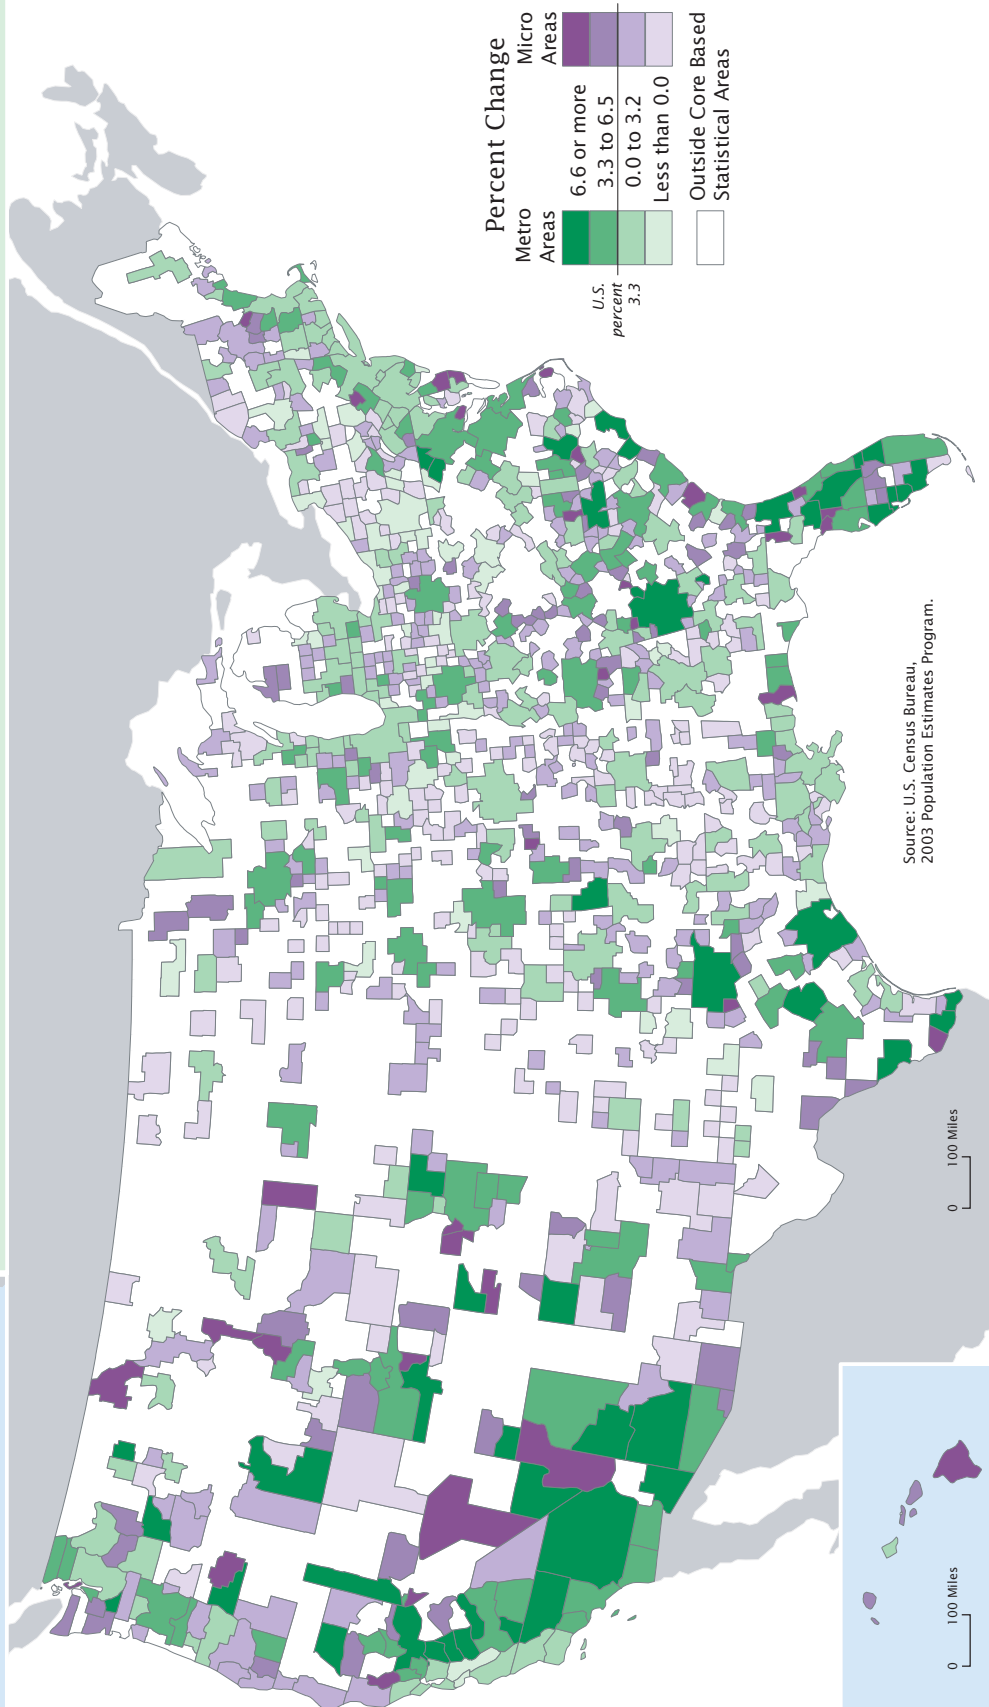 Percent Change
Metro
Areas
Micro
Areas
6.6 or more
3.3 to 6.5
0.0 to 3.2
Less than 0.0
U.S.
percent
3.3
Outside Core Based
Statistical Areas
Source: U.S. Census Bureau,
2003 Population Estimates Program.
0 100 Miles
0 100 Miles